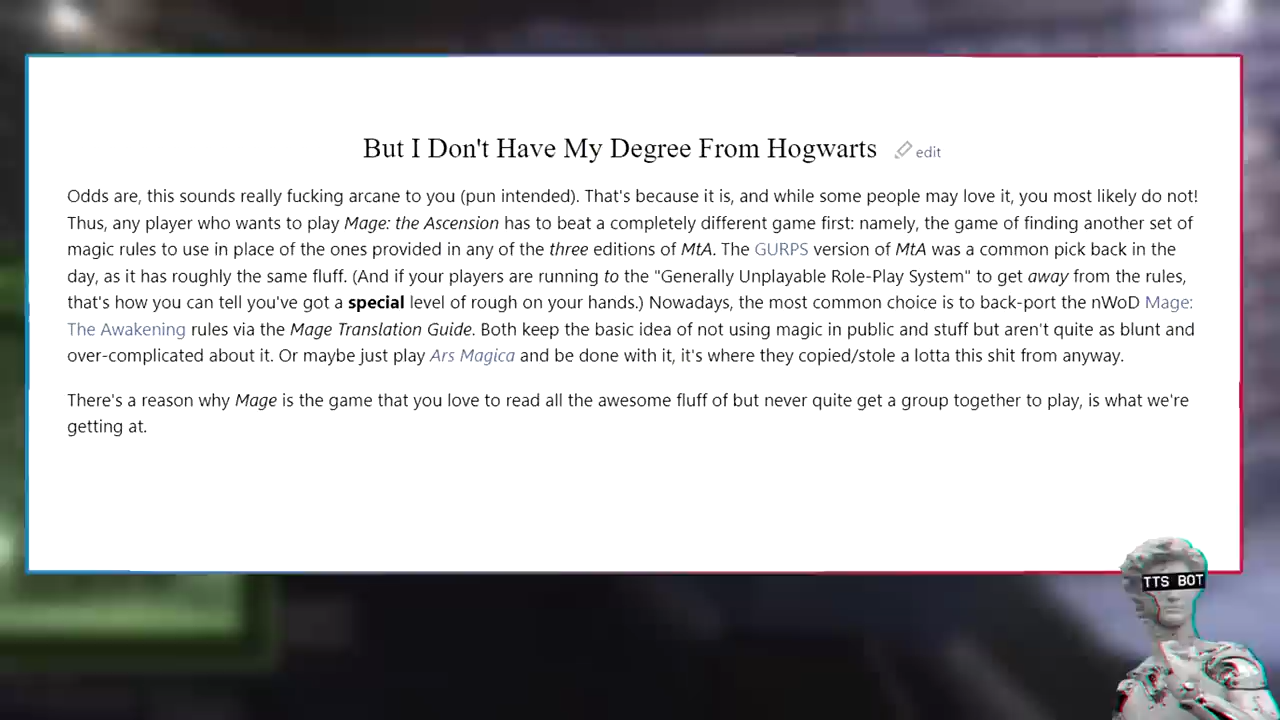 But I Don't Have My Degree From Hogwarts edit
Odds are, this sounds really fucking arcane to you (pun intended). That's because it is, and while some people may love it, you most likely do not!
Thus, any player who wants to play Mage: the Ascension has to beat a completely different game first: namely, the game of finding another set of
magic rules to use in place of the ones provided in any of the three editions of MtA. The GURPS version of MtA was a common pick back in the
day, as it has roughly the same fluff. (And if your players are running to the "Generally Unplayable Role-Play System" to get away from the rules,
that's how you can tell you've got a special level of rough on your hands.) Nowadays, the most common choice is to back-port the nWoD Mage:
The Awakening rules via the Mage Translation Guide. Both keep the basic idea of not using magic in public and stuff but aren't quite as blunt and
over-complicated about it. Or maybe just play Ars Magica and be done with it, it's where they copied/stole a lotta this shit from anyway.
There's a reason why Mage is the game that you love to read all the awesome fluff of but never quite get a group together to play, is what we're
getting at.
TTS BOT